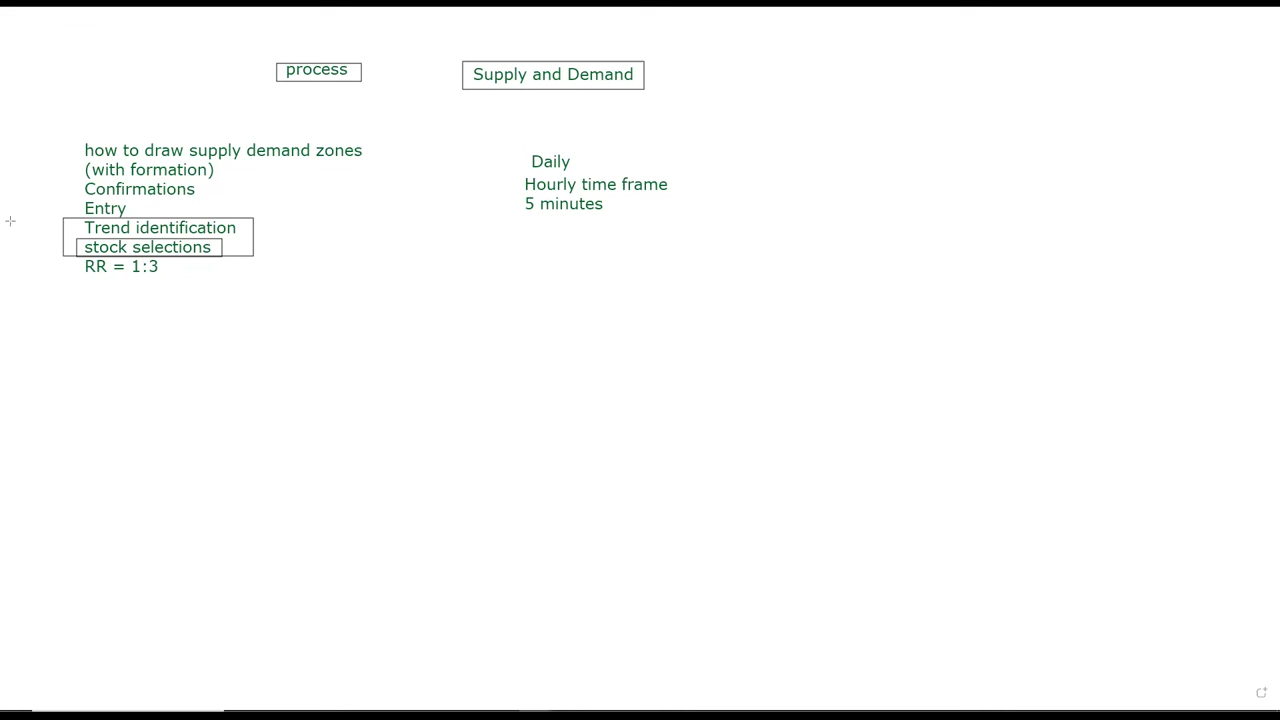 process
Supply and Demand
how to draw supply demand zones
(with formation)
Confirmations
Entry
Trend identification
stock selections
RR = 1:3
Daily
Hourly time frame
5 minutes